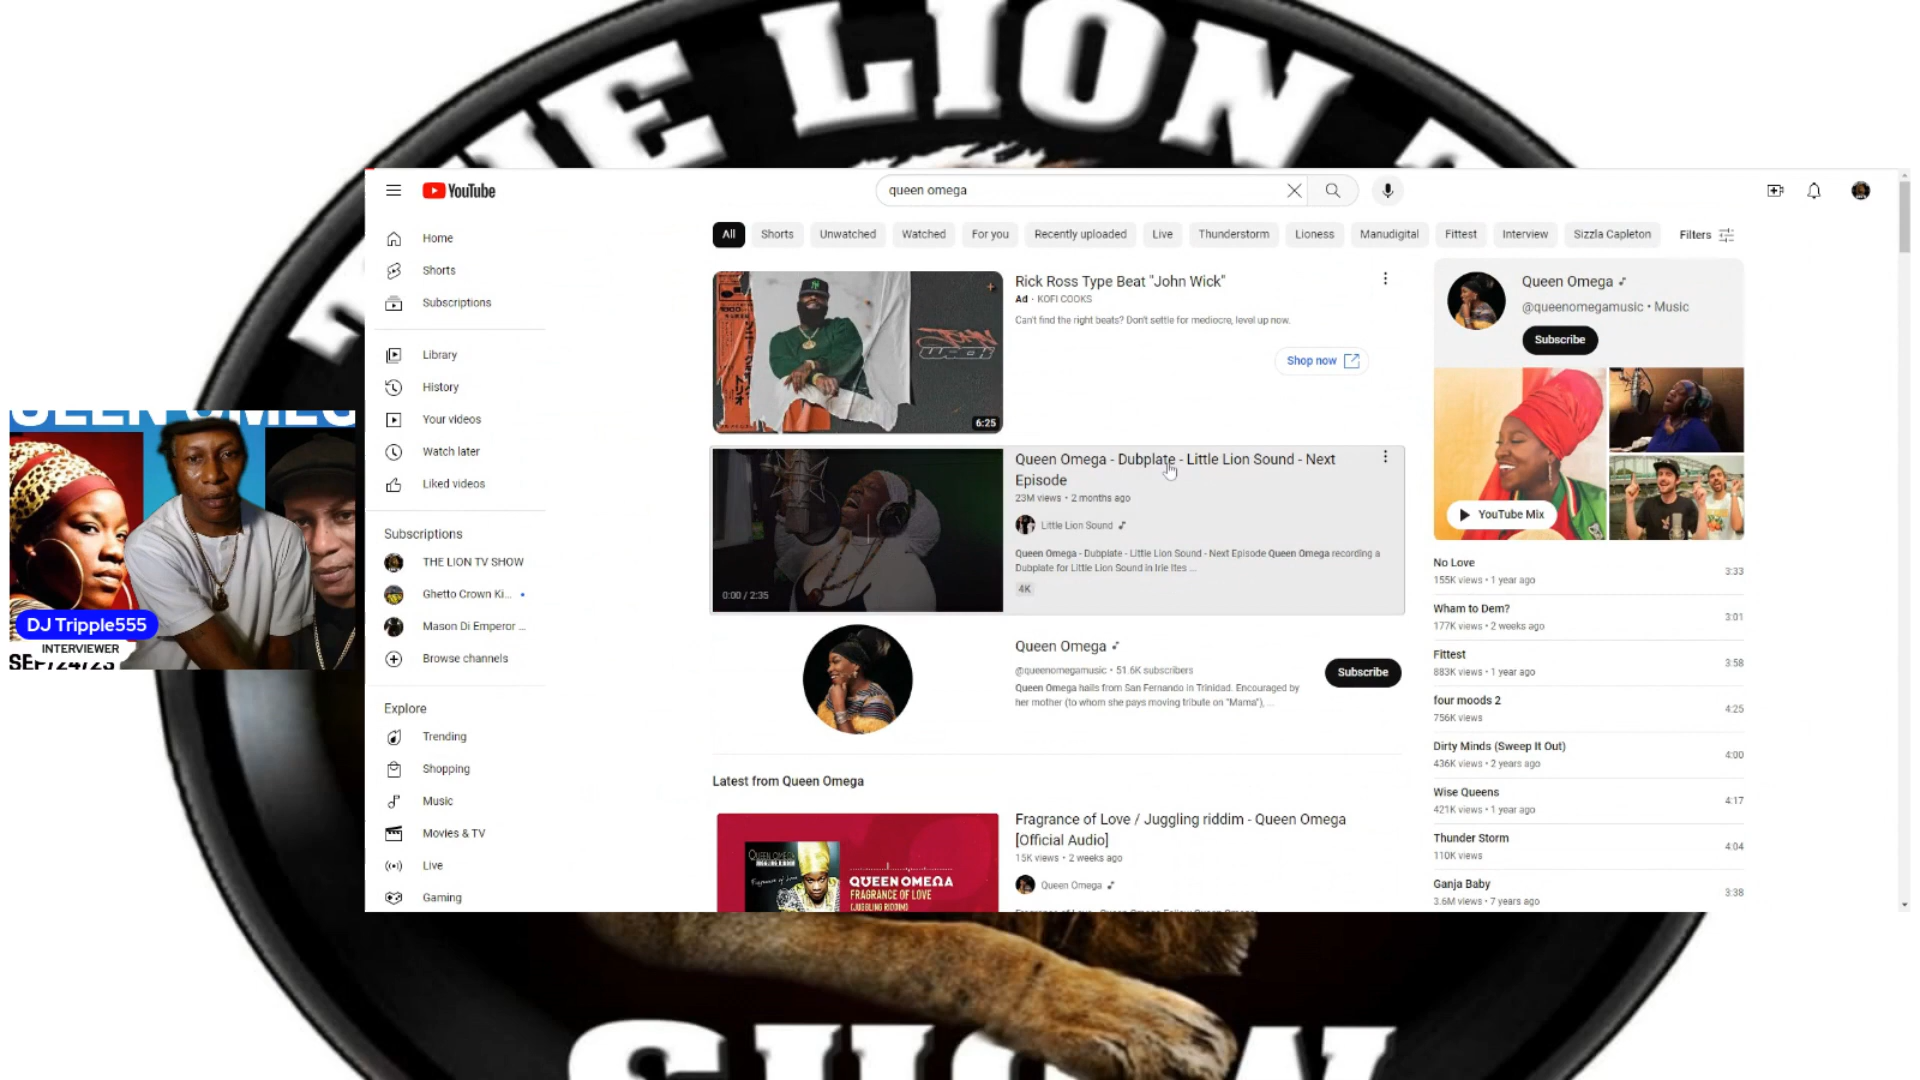 THE LION
YouTube
queen omega
Home
Shorts
Subscriptions
Library
History
Your videos
Watch later
Liked videos
Subscriptions
THE LION TV SHOW
Ghetto Crown Ki...
Mason Di Emperor ...
Browse channels
Explore
Trending
Shopping
Music
Movies & TV
Live
Gaming
All
Shorts
Unwatched
Watched
For you
Recently uploaded
Live
Thunderstorm
Lioness
Manudigital
Fittest
Interview
Sizzla Capleton
Filters
6:25
Rick Ross Type Beat "John Wick"
Ad · KOFI COOKS
Can't find the right beats? Don't settle for mediocre, level up now.
Shop now
0:00 / 2:35
Queen Omega - Dubplate - Little Lion Sound - Next
Episode
23M views • 2 months ago
Little Lion Sound
Queen Omega - Dubplate - Little Lion Sound - Next Episode Queen Omega recording a
Dubplate for Little Lion Sound in Irie Ites ...
4K
Queen Omega
@queenomegamusic • 51.6K subscribers
Queen Omega hails from San Fernando in Trinidad. Encouraged by
her mother (to whom she pays moving tribute on "Mama"), ...
Subscribe
Latest from Queen Omega
QUEEN OMEGA
FRAGRANCE OF LOVE
(JUGGLING RIDDIM)
Fragrance of Love / Juggling riddim - Queen Omega
[Official Audio]
15K views • 2 weeks ago
Queen Omega
Queen Omega
@queenomegamusic • Music
Subscribe
YouTube Mix
No Love
155K views • 1 year ago
3:33
Wham to Dem?
177K views • 2 weeks ago
3:01
Fittest
883K views • 1 year ago
3:58
four moods 2
756K views
4:25
Dirty Minds (Sweep It Out)
436K views • 2 years ago
4:00
Wise Queens
421K views • 1 year ago
4:17
Thunder Storm
110K views
4:04
Ganja Baby
3.6M views • 7 years ago
3:38
QUEEN OMEG
DJ Tripple555
INTERVIEWER
SEP/24/23
SHOW